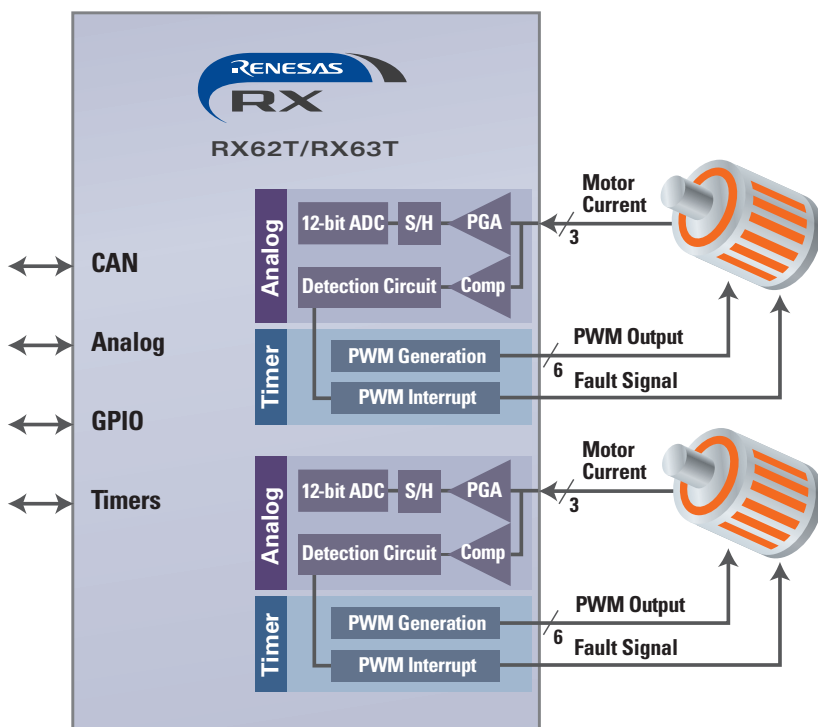 RENESAS
RX
RX62T/RX63T
CAN
Analog
GPIO
Timers
Analog
12-bit ADC
S/H
PGA
Detection Circuit
Comp
Motor
Current
3
Timer
PWM Generation
PWM Interrupt
PWM Output
6
Fault Signal
Analog
12-bit ADC
S/H
PGA
Detection Circuit
Comp
Motor
Current
3
Timer
PWM Generation
PWM Interrupt
PWM Output
6
Fault Signal